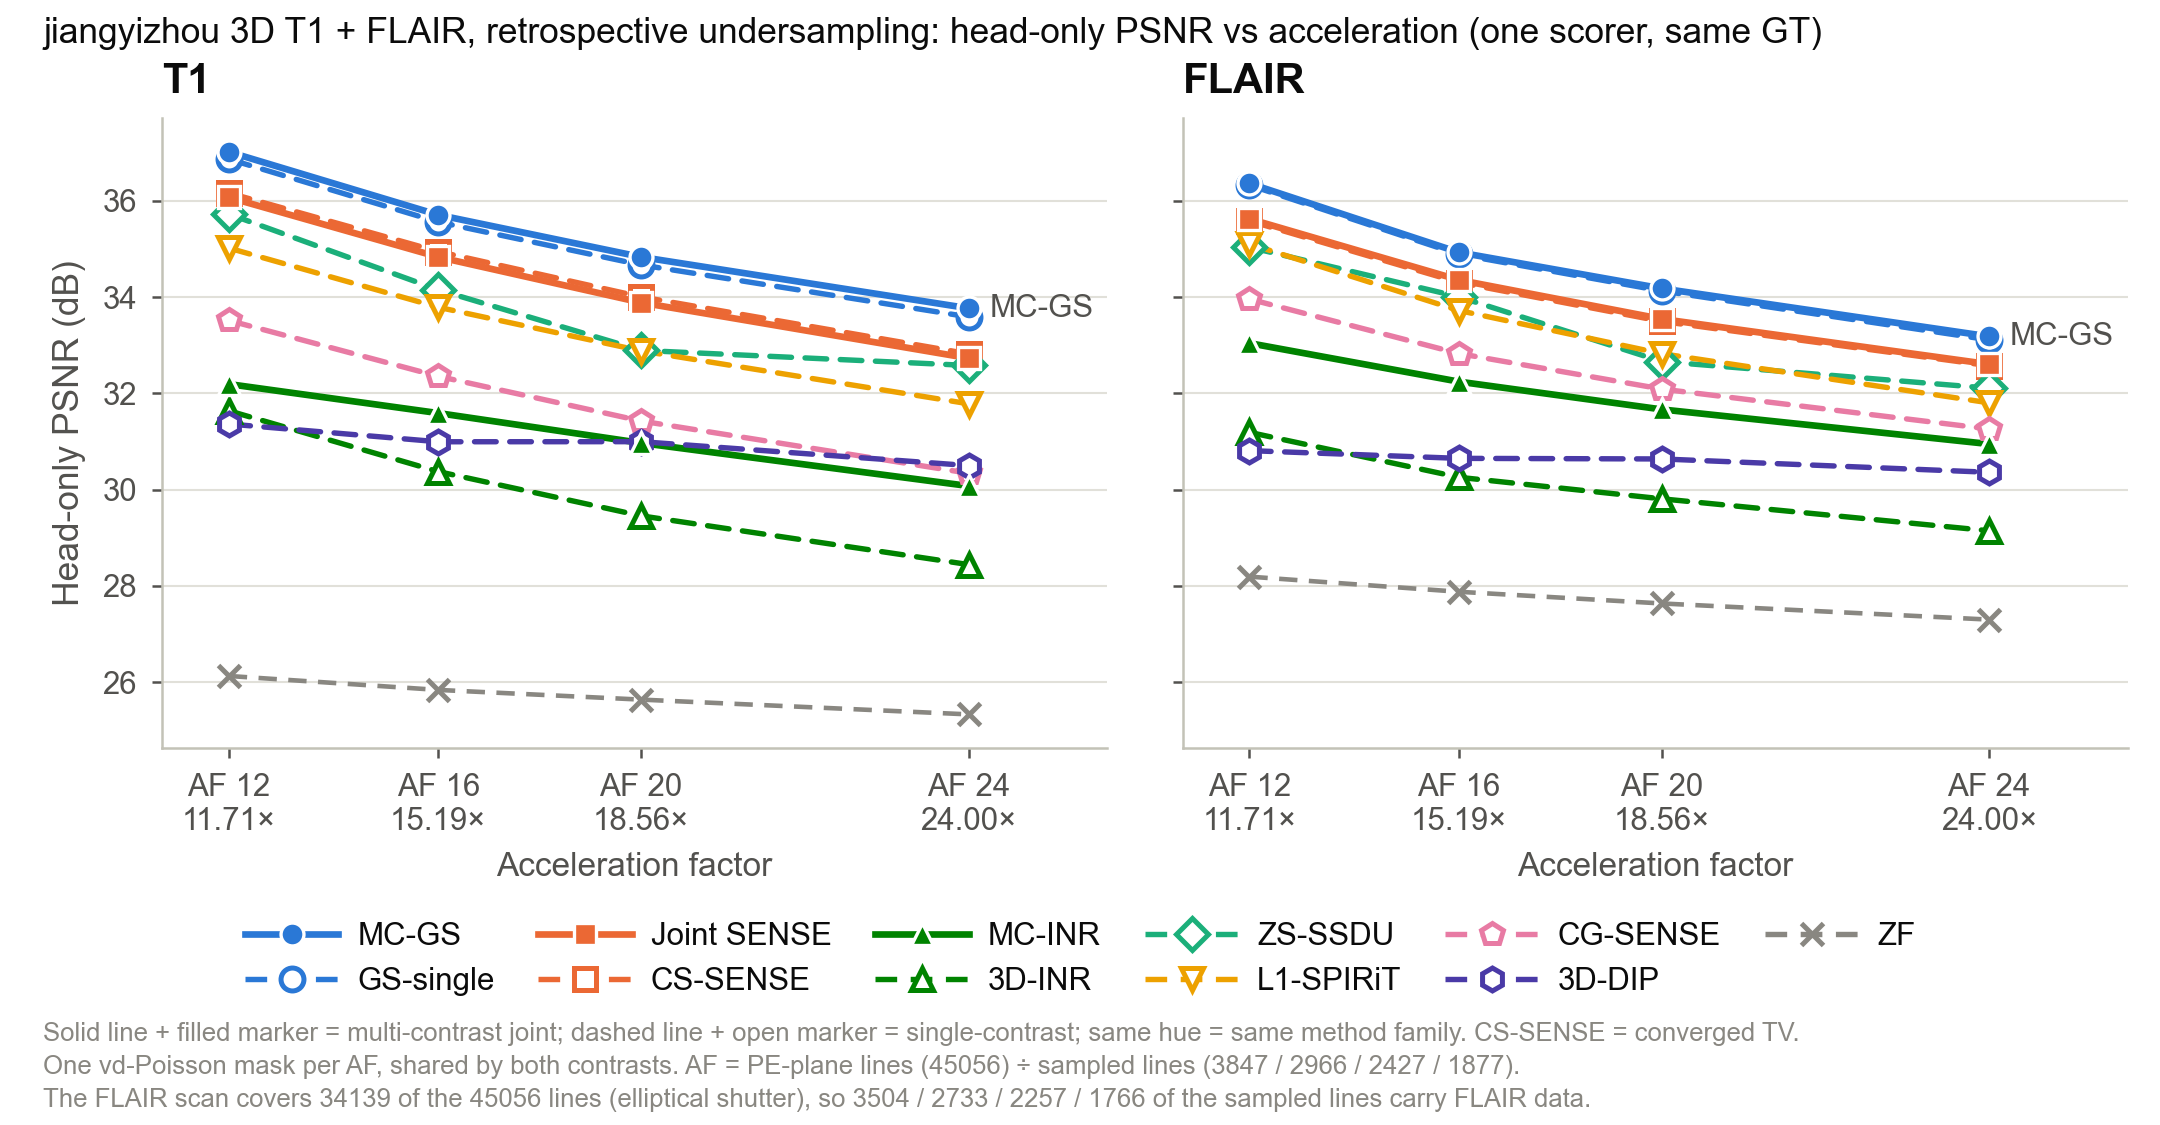 jiangyizhou 3D T1 + FLAIR, retrospective undersampling: head-only PSNR vs acceleration (one scorer, same GT)
T1
FLAIR
Head-only PSNR (dB)
36
34
32
30
28
26
MC-GS
MC-GS
AF 12
11.71×
AF 16
15.19×
AF 20
18.56×
AF 24
24.00×
AF 12
11.71×
AF 16
15.19×
AF 20
18.56×
AF 24
24.00×
Acceleration factor
Acceleration factor
MC-GS
Joint SENSE
MC-INR
ZS-SSDU
CG-SENSE
ZF
GS-single
CS-SENSE
3D-INR
L1-SPIRiT
3D-DIP
Solid line + filled marker = multi-contrast joint; dashed line + open marker = single-contrast; same hue = same method family. CS-SENSE = converged TV.
One vd-Poisson mask per AF, shared by both contrasts. AF = PE-plane lines (45056) ÷ sampled lines (3847 / 2966 / 2427 / 1877).
The FLAIR scan covers 34139 of the 45056 lines (elliptical shutter), so 3504 / 2733 / 2257 / 1766 of the sampled lines carry FLAIR data.